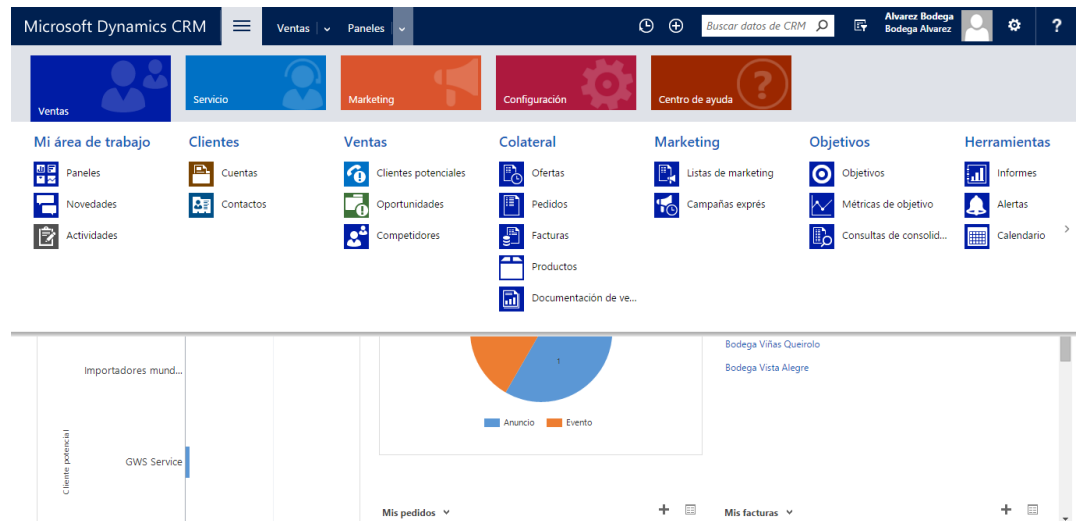 Microsoft Dynamics CRM
Ventas
Paneles
Buscar datos de CRM
Alvarez Bodega
Bodega Alvarez
?
Ventas
Servicio
Marketing
Configuración
Centro de ayuda
?
Mi área de trabajo
Paneles
Novedades
Actividades
Clientes
Cuentas
Contactos
Ventas
Clientes potenciales
Oportunidades
Competidores
Colateral
Ofertas
Pedidos
Facturas
Productos
Documentación de ve...
Marketing
Listas de marketing
Campañas exprés
Objetivos
Objetivos
Métricas de objetivo
Consultas de consolid...
Herramientas
Informes
Alertas
Calendario
Importadores mund...
GWS Service
Cliente potencial
1
Anuncio
Evento
Bodega Viñas Queirolo
Bodega Vista Alegre
Mis pedidos
Mis facturas